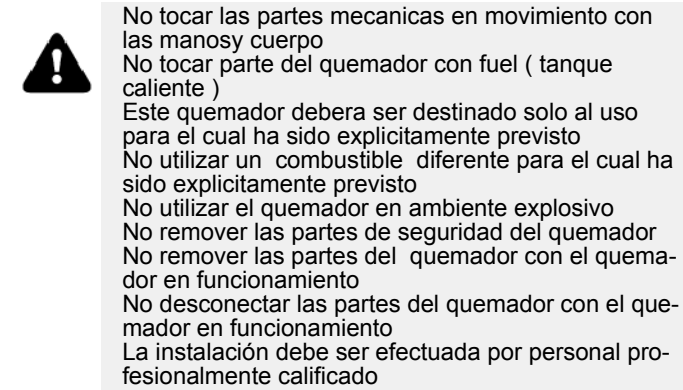 No tocar las partes mecanicas en movimiento con
las manosy cuerpo
No tocar parte del quemador con fuel ( tanque
caliente )
Este quemador debera ser destinado solo al uso
para el cual ha sido explicitamente previsto
No utilizar un combustible diferente para el cual ha
sido explicitamente previsto
No utilizar el quemador en ambiente explosivo
No remover las partes de seguridad del quemador
No remover las partes del quemador con el quema-
dor en funcionamiento
No desconectar las partes del quemador con el que-
mador en funcionamiento
La instalación debe ser efectuada por personal pro-
fesionalmente calificado